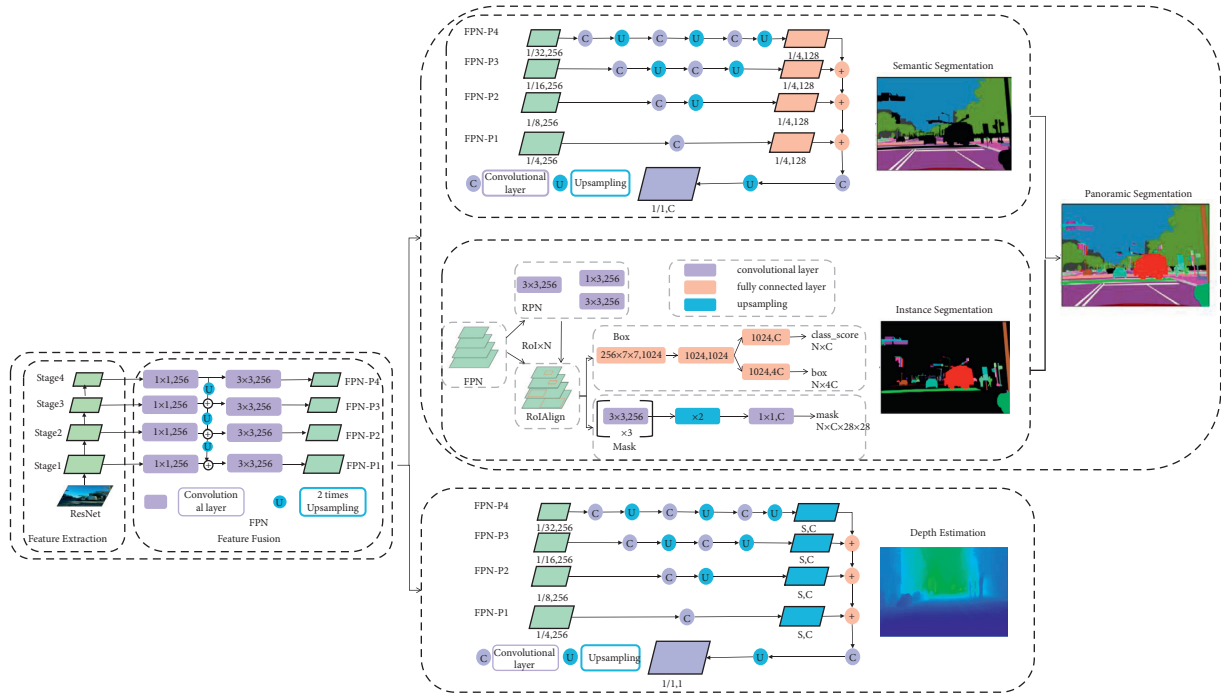 Stage4
Stage3
Stage2
Stage1
ResNet
Feature Extraction
1×1,256
3×3,256
FPN-P4
U
1×1,256
+
3×3,256
FPN-P3
U
1×1,256
+
3×3,256
FPN-P2
U
1×1,256
+
3×3,256
FPN-P1
Convolution
al layer
U
2 times
Upsampling
FPN
Feature Fusion
FPN-P4
1/32,256
C
U
C
U
C
U
1/4,128
FPN-P3
1/16,256
C
U
C
U
1/4,128
+
FPN-P2
1/8,256
C
U
1/4,128
+
FPN-P1
1/4,256
C
1/4,128
+
C
Convolutional
layer
U
Upsampling
1/1,C
U
C
Semantic Segmentation
Panoramic Segmentation
3×3,256
1×3,256
3×3,256
RPN
convolutional layer
fully connected layer
upsampling
FPN
RoI×N
RoIAlign
Box
256×7×7,1024
1024,1024
1024,C
class_score
N×C
1024,4C
box
N×4C
3×3,256
×3
Mask
×2
1×1,C
mask
N×C×28×28
Instance Segmentation
FPN-P4
1/32,256
C
U
C
U
C
U
S,C
FPN-P3
1/16,256
C
U
C
U
S,C
+
FPN-P2
1/8,256
C
U
S,C
+
FPN-P1
1/4,256
C
S,C
+
C
Convolutional
layer
U
Upsampling
1/1,1
U
C
Depth Estimation